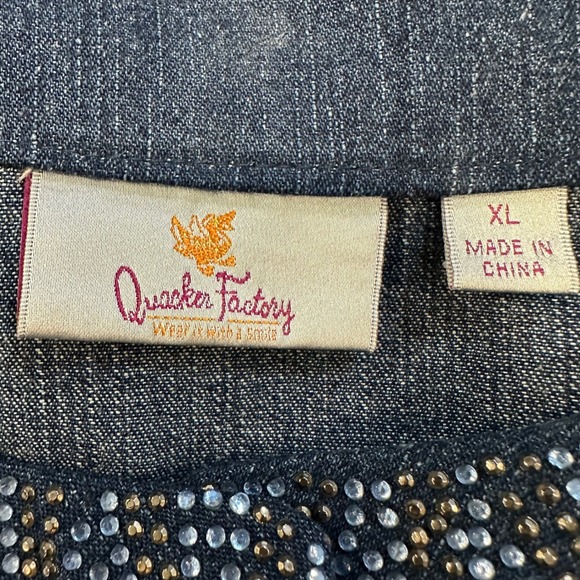 Quacker Factory
Wear it with a smile
XL
MADE IN
CHINA